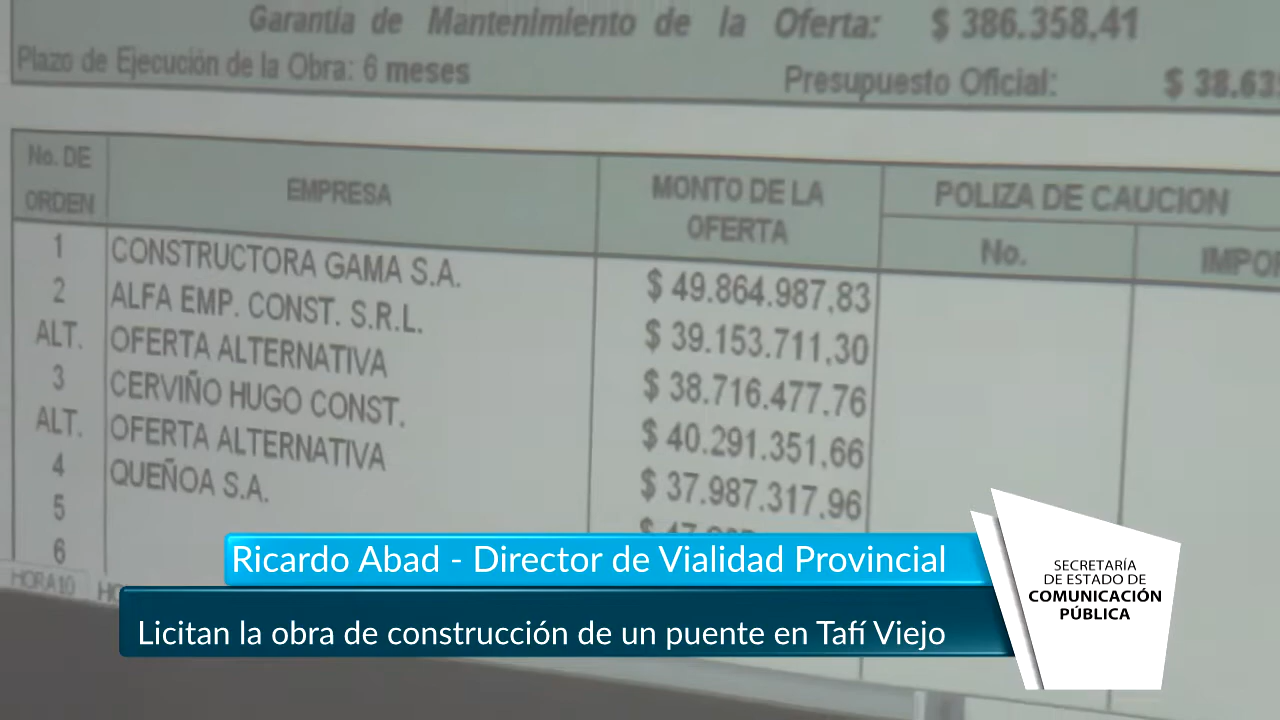 Garantía de Mantenimiento de la Oferta: $ 386.358,41
Plazo de Ejecución de la Obra: 6 meses
Presupuesto Oficial: $ 38.63
No. DE ORDEN
EMPRESA
MONTO DE LA OFERTA
POLIZA DE CAUCION
No.
IMPOR
1 CONSTRUCTORA GAMA S.A. $ 49.864.987,83
2 ALFA EMP. CONST. S.R.L. $ 39.153.711,30
ALT. OFERTA ALTERNATIVA $ 38.716.477,76
3 CERVIÑO HUGO CONST. $ 40.291.351,66
ALT. OFERTA ALTERNATIVA $ 37.987.317,96
4 QUEÑOA S.A.
5
6
HORA10
Ricardo Abad - Director de Vialidad Provincial
Licitan la obra de construcción de un puente en Tafí Viejo
SECRETARÍA
DE ESTADO DE
COMUNICACIÓN
PÚBLICA